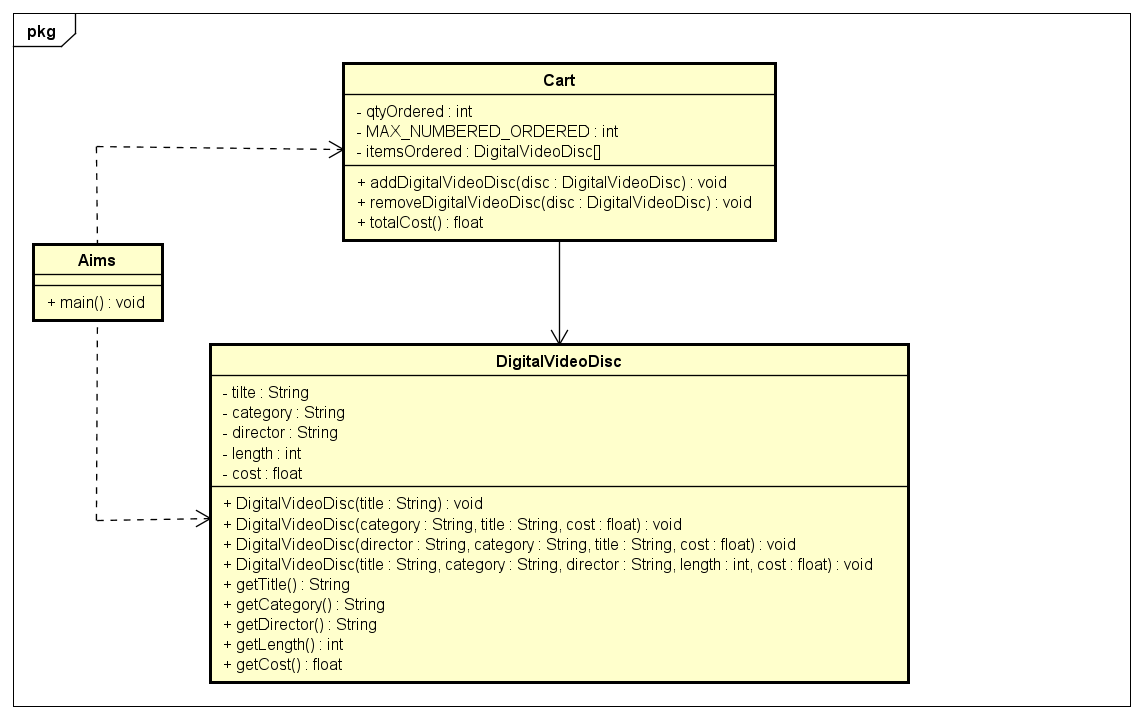 pkg
Cart
- qtyOrdered : int
- MAX_NUMBERED_ORDERED : int
- itemsOrdered : DigitalVideoDisc[]
+ addDigitalVideoDisc(disc : DigitalVideoDisc) : void
+ removeDigitalVideoDisc(disc : DigitalVideoDisc) : void
+ totalCost() : float
Aims
+ main() : void
DigitalVideoDisc
- tilte : String
- category : String
- director : String
- length : int
- cost : float
+ DigitalVideoDisc(title : String) : void
+ DigitalVideoDisc(category : String, title : String, cost : float) : void
+ DigitalVideoDisc(director : String, category : String, title : String, cost : float) : void
+ DigitalVideoDisc(title : String, category : String, director : String, length : int, cost : float) : void
+ getTitle() : String
+ getCategory() : String
+ getDirector() : String
+ getLength() : int
+ getCost() : float